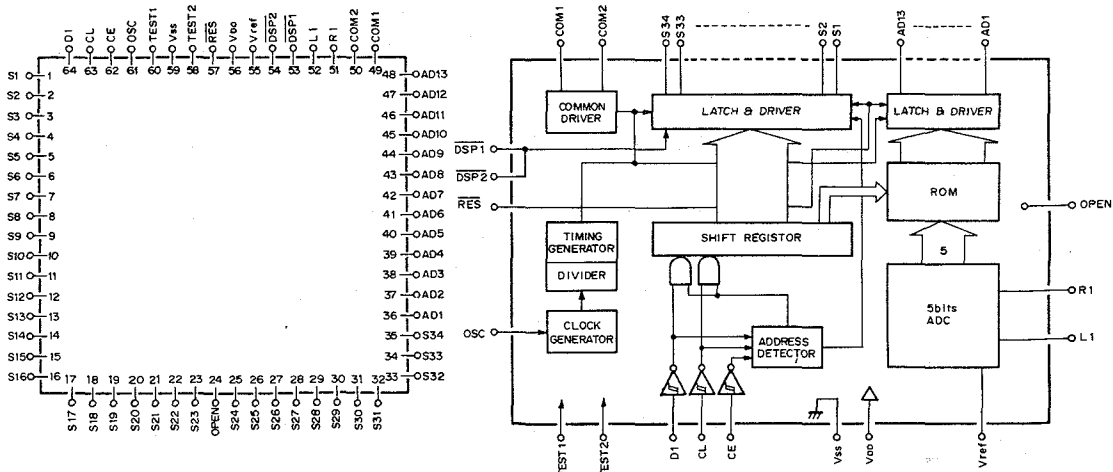 D1 CL CE OSC TEST1 Vss TEST2 RES VDD Vref DSP2 DSP1 L1 R1 COM2 COM1
64 63 62 61 60 59 58 57 56 55 54 53 52 51 50 49
S1 1
S2 2
S3 3
S4 4
S5 5
S6 6
S7 7
S8 8
S9 9
S10 10
S11 11
S12 12
S13 13
S14 14
S15 15
S16 16
48 AD13
47 AD12
46 AD11
45 AD10
44 AD9
43 AD8
42 AD7
41 AD6
40 AD5
39 AD4
38 AD3
37 AD2
36 AD1
35 S34
34 S33
33 S32
17 18 19 20 21 22 23 24 25 26 27 28 29 30 31 32
S17 S18 S19 S20 S21 S22 S23 OPEN S24 S25 S26 S27 S28 S29 S30 S31
COM1 COM2 S34 S33 S2 S1 AD13 AD1
COMMON
DRIVER
LATCH & DRIVER
LATCH & DRIVER
DSP1
DSP2
RES
ROM
OPEN
TIMING
GENERATOR
DIVIDER
SHIFT REGISTOR
5
5bits
ADC
R1
L1
OSC
CLOCK
GENERATOR
ADDRESS
DETECTOR
TEST1 TEST2 D1 CL CE Vss VDD Vref